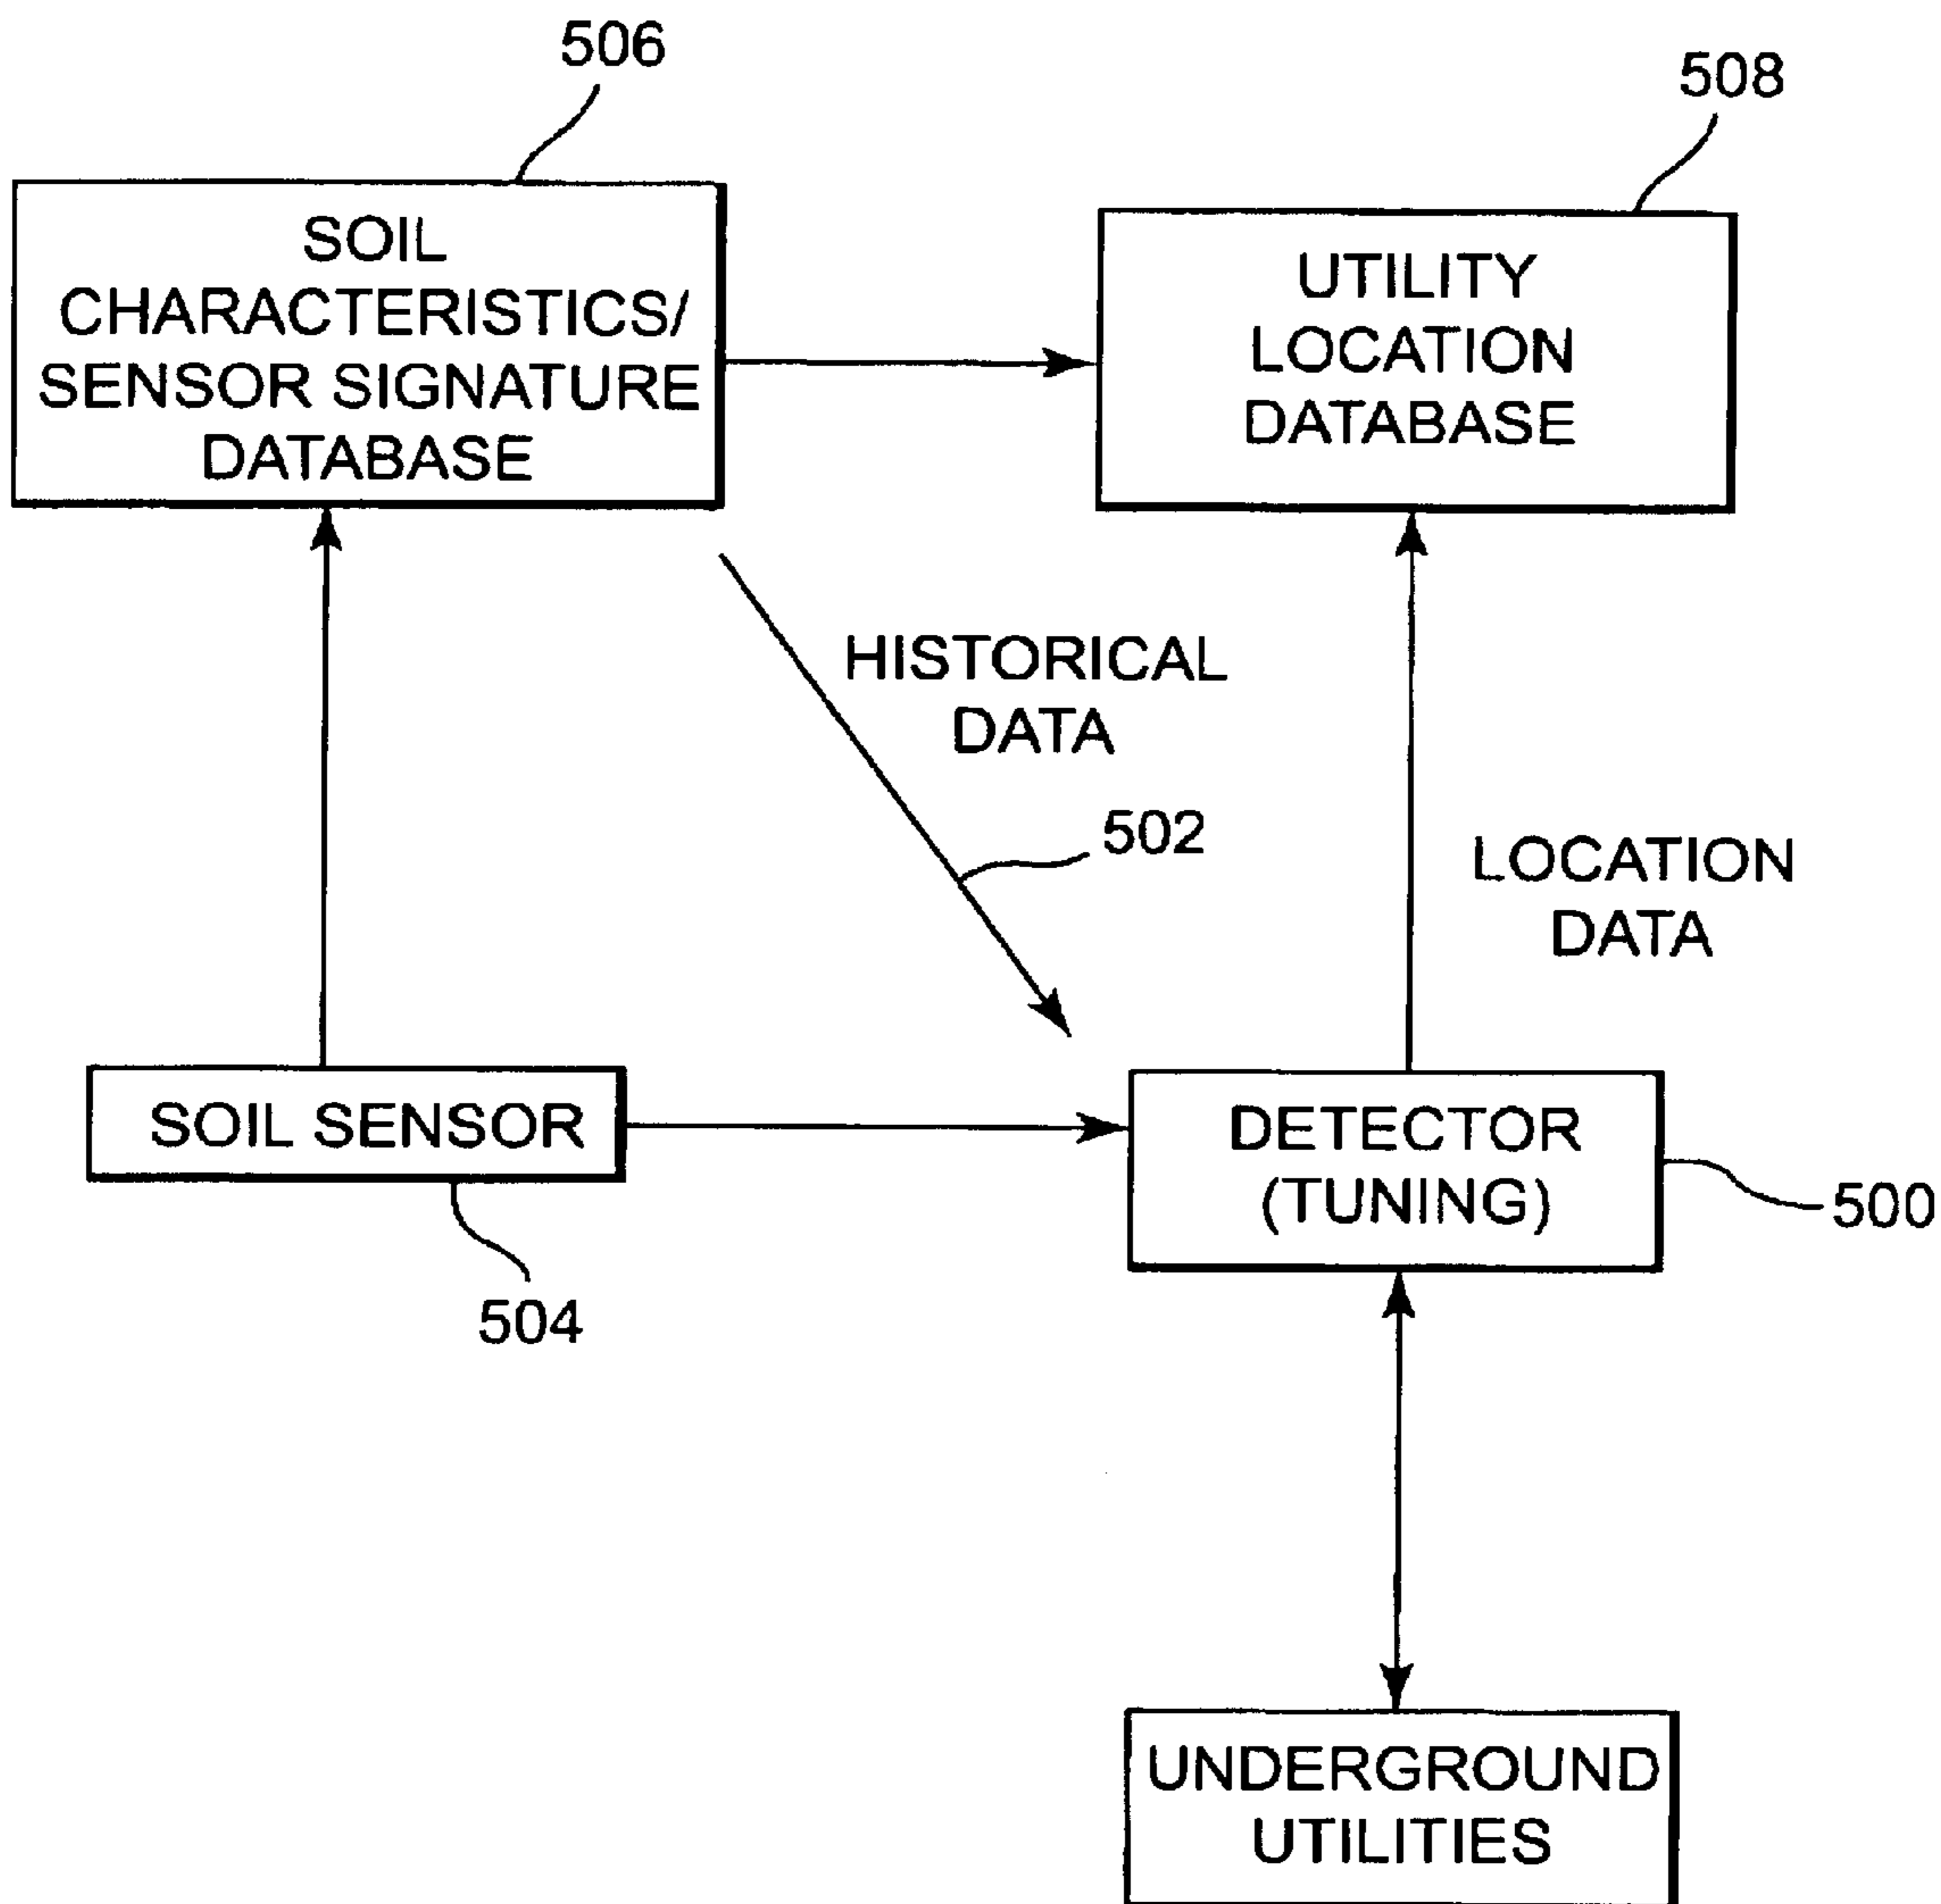 506
508
SOIL
CHARACTERISTICS/
SENSOR SIGNATURE
DATABASE
UTILITY
LOCATION
DATABASE
HISTORICAL
DATA
502
LOCATION
DATA
SOIL SENSOR
DETECTOR
(TUNING)
500
504
UNDERGROUND
UTILITIES